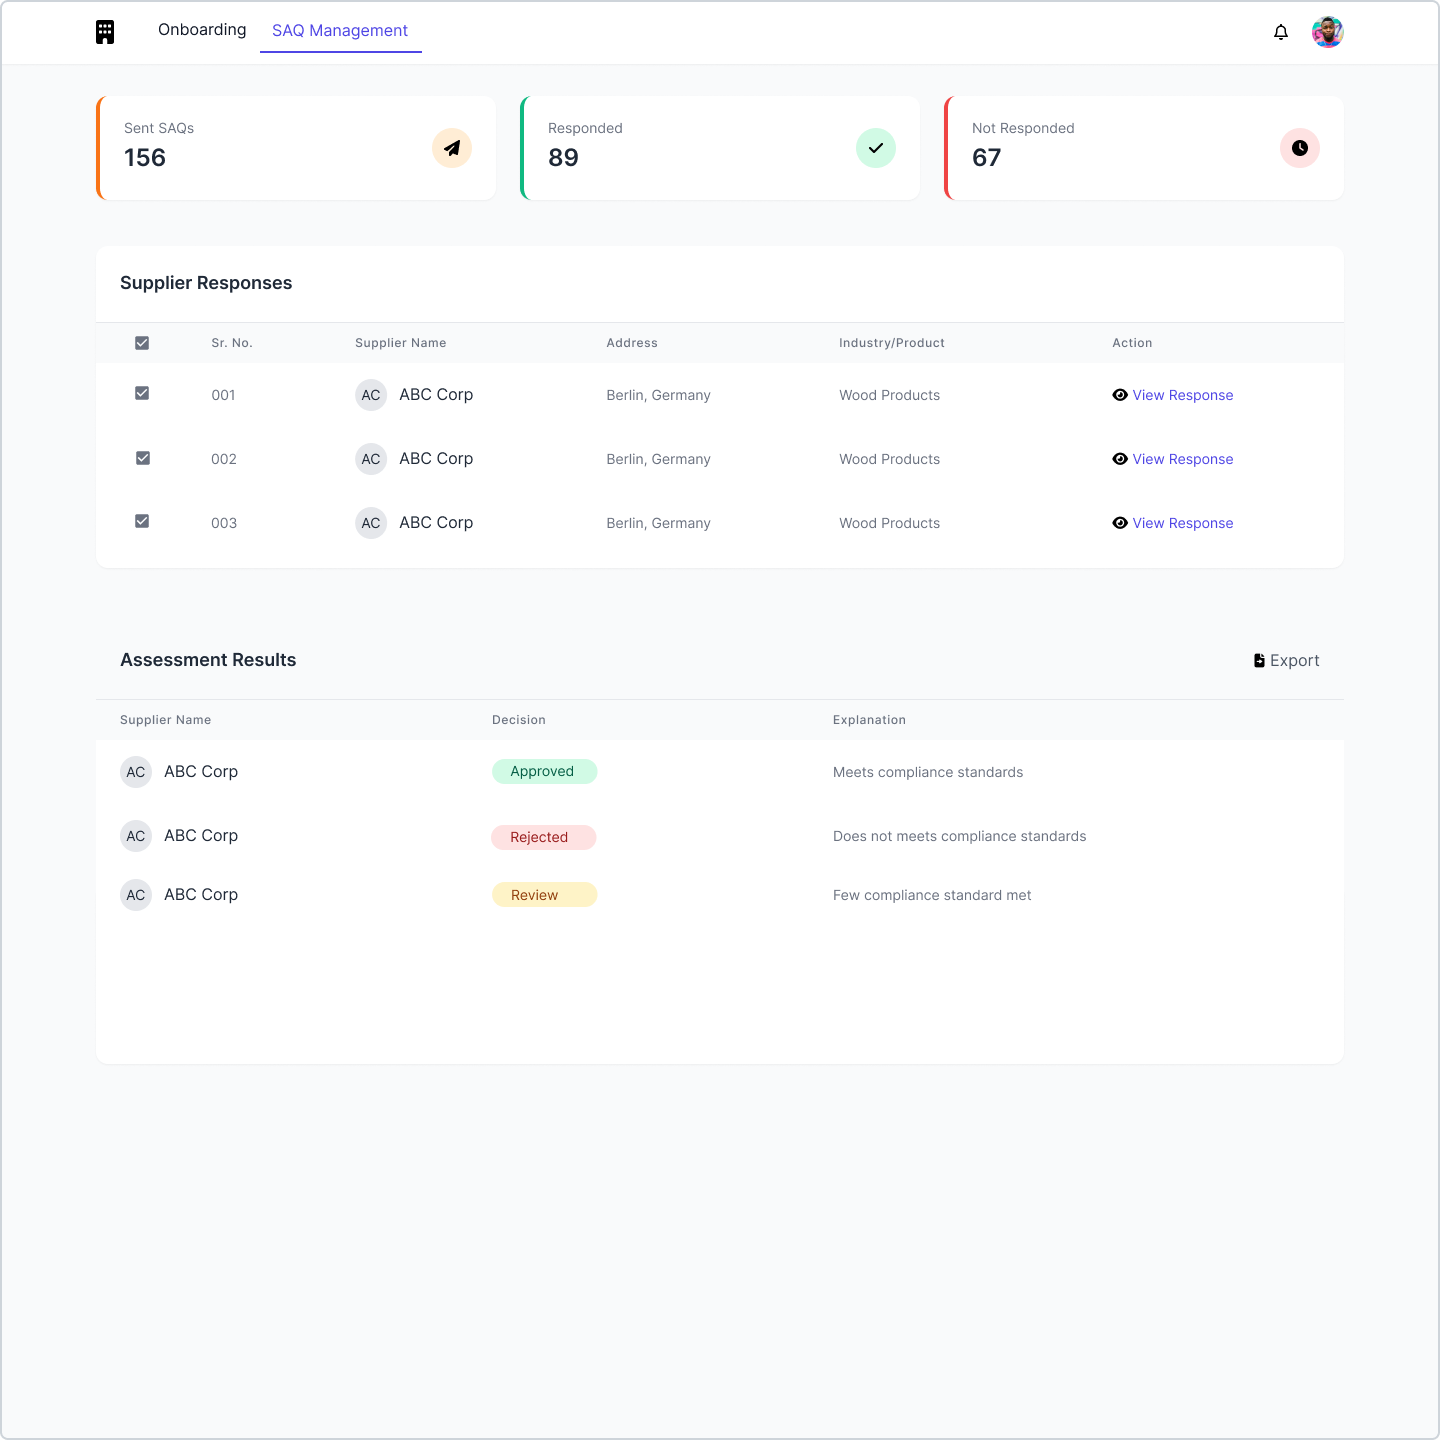 Onboarding
SAQ Management
Sent SAQs
156
Responded
89
Not Responded
67
Supplier Responses
Sr. No. Supplier Name Address Industry/Product Action
001 AC ABC Corp Berlin, Germany Wood Products View Response
002 AC ABC Corp Berlin, Germany Wood Products View Response
003 AC ABC Corp Berlin, Germany Wood Products View Response
Assessment Results
Export
Supplier Name Decision Explanation
AC ABC Corp Approved Meets compliance standards
AC ABC Corp Rejected Does not meets compliance standards
AC ABC Corp Review Few compliance standard met